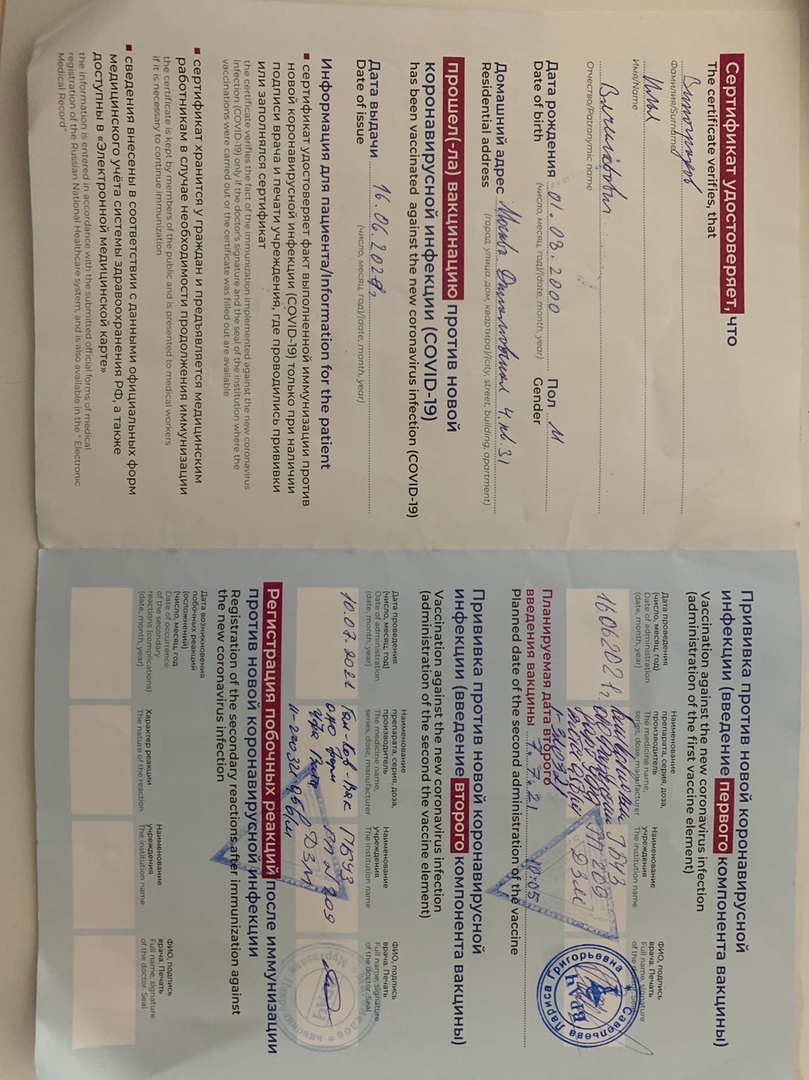 Сертификат удостоверяет, что
The certificate verifies, that
Фамилия/Surname
Илья
Имя/Name
Вячеславович
Отчество/Patronymic name
Дата рождения 01.03.2000 Пол М
Date of birth (число, месяц, год)/(date, month, year) Gender
Домашний адрес Москва 4. кв. 31
Residential address (город, улица, дом, квартира)/(city, street, building, apartment)
прошел(-ла) вакцинацию против новой
коронавирусной инфекции (COVID-19)
has been vaccinated against the new coronavirus infection (COVID-19)
Дата выдачи 16.06.2021г.
Date of issue (число, месяц, год)/(date, month, year)
Информация для пациента/Information for the patient
сертификат удостоверяет факт выполненной иммунизации против
новой коронавирусной инфекции (COVID-19) только при наличии
подписи врача и печати учреждения, где проводились прививки
или заполнялся сертификат
the certificate verifies the fact of the immunization implemented against the new coronavirus
infection (COVID-19) only if the doctor's signature and the seal of the institution where the
vaccinations were carried out or the certificate was filled out are available
сертификат хранится у граждан и предъявляется медицинским
работникам в случае необходимости продолжения иммунизации
the certificate is kept by members of the public and is presented to medical workers
if it is necessary to continue immunization
сведения внесены в соответствии с данными официальных форм
медицинского учёта системы здравоохранения РФ, а также
доступны в «Электронной медицинской карте»
the information is entered in accordance with the submitted official forms of medical
registration of the Russian National Healthcare system, and is also available in the " Electronic
Medical Record"
Прививка против новой коронавирусной
инфекции (введение первого компонента вакцины)
Vaccination against the new coronavirus infection
(administration of the first vaccine element)
Дата проведения
(число, месяц, год)
Date of administration
(date, month, year)
Наименование
препарата, серия, доза,
производитель
The medicine name,
series, dose, manufacturer
Наименование
учреждения
The institution name
ФИО, подпись
врача. Печать
Full name, signature
of the doctor. Seal
16062021г.
ГБУЗ
ГП 209
ДЗМ
Савельева Лариса Григорьевна
ВРАЧ
Планируемая дата второго
введения вакцины 7.7.21 10:05
Planned date of the second administration of the vaccine
Прививка против новой коронавирусной
инфекции (введение второго компонента вакцины)
Vaccination against the new coronavirus infection
(administration of the second the vaccine element)
Дата проведения
(число, месяц, год)
Date of administration
(date, month, year)
Наименование
препарата, серия, доза,
производитель
The medicine name,
series, dose, manufacturer
Наименование
учреждения
The institution name
ФИО, подпись
врача. Печать
Full name, signature
of the doctor. Seal
10.07.2021 Гам-Ков-Вак ГБУЗ
ГП N 209
ДЗМ
Регистрация побочных реакций после иммунизации
против новой коронавирусной инфекции
Registration of the secondary reactions after immunization against
the new coronavirus infection
Дата возникновения
побочных реакций
(осложнений)
(число, месяц, год)
Date of occurrence
of the secondary
reactions (complications)
(date, month, year)
Характер реакции
The nature of the reaction
Наименование
учреждения
The institution name
ФИО, подпись
врача. Печать
Full name, signature
of the doctor. Seal